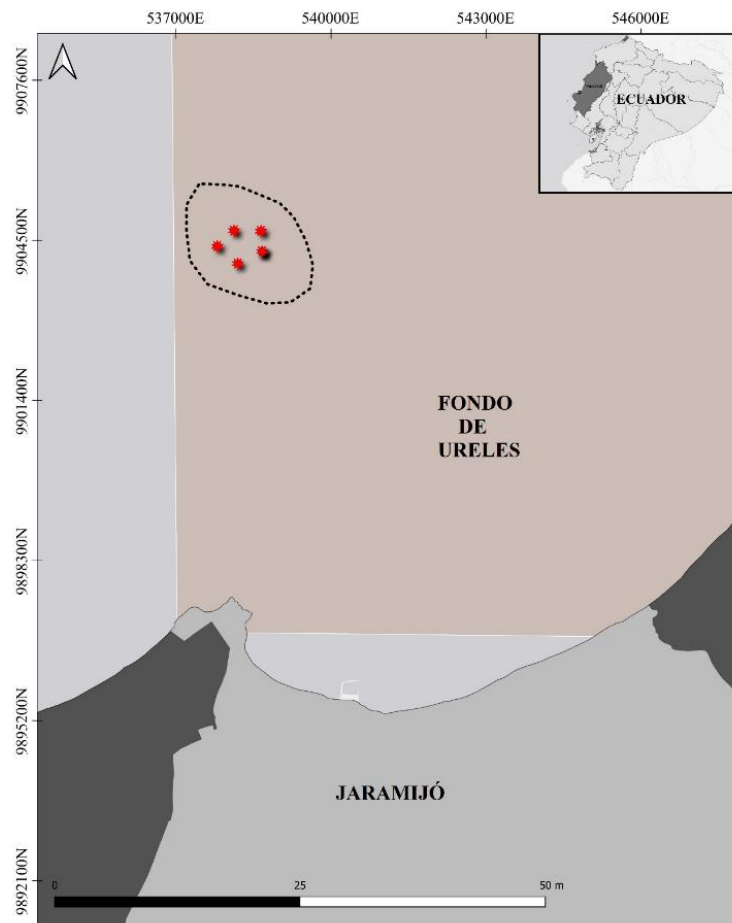 537000E 540000E 543000E 546000E
9907600N
ECUADOR
9904500N
9901400N
FONDO
DE
URELES
9898300N
9895200N
JARAMIJÓ
9892100N
0 25 50 m